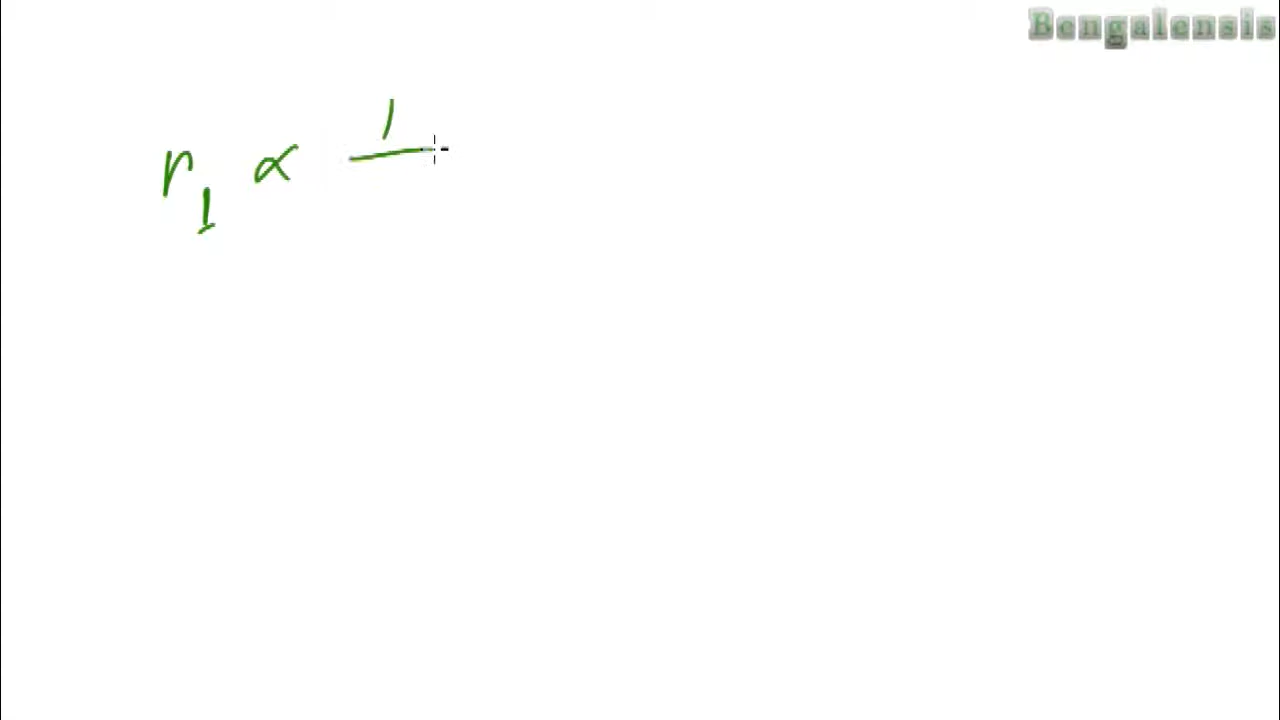 Bengalensis
r₁ ∝ 1/